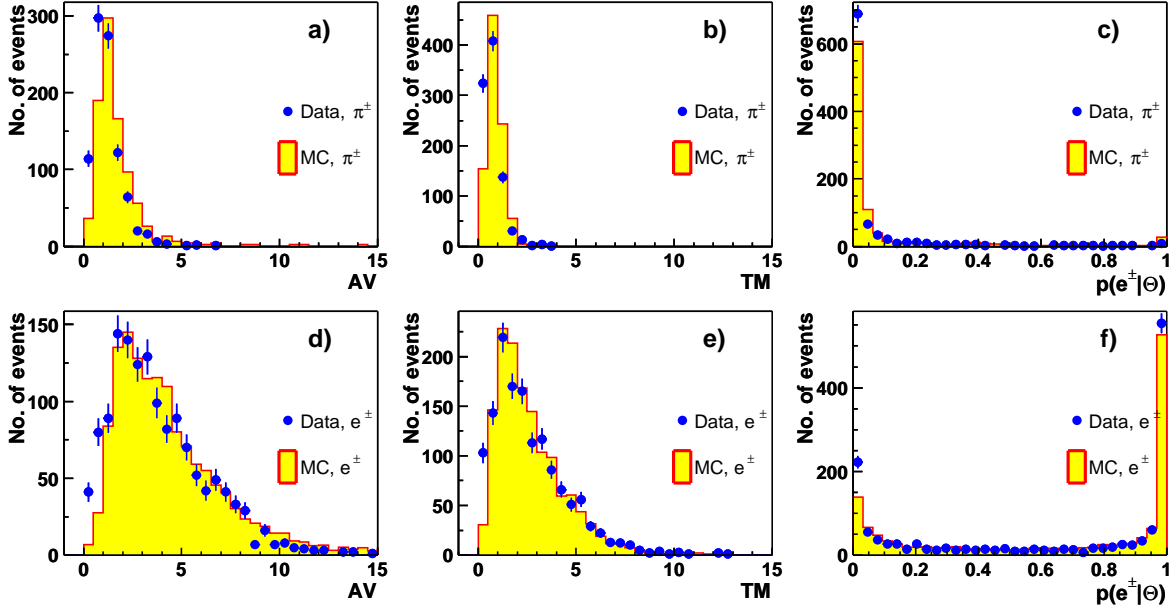 No. of events
300
200
100
0
a)
Data, π±
MC, π±
0 5 10 15
AV
No. of events
400
300
200
100
0
b)
Data, π±
MC, π±
0 5 10 15
TM
No. of events
600
400
200
0
c)
Data, π±
MC, π±
0 0.2 0.4 0.6 0.8 1
p(e±|Θ)
No. of events
150
100
50
0
d)
Data, e±
MC, e±
0 5 10 15
AV
No. of events
200
150
100
50
0
e)
Data, e±
MC, e±
0 5 10 15
TM
No. of events
400
200
0
f)
Data, e±
MC, e±
0 0.2 0.4 0.6 0.8 1
p(e±|Θ)